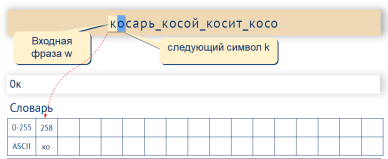 косарь_косой_косит_косо
Входная
фраза w
следующий символ k
0к
Словарь
0-255 258
ASCII ко